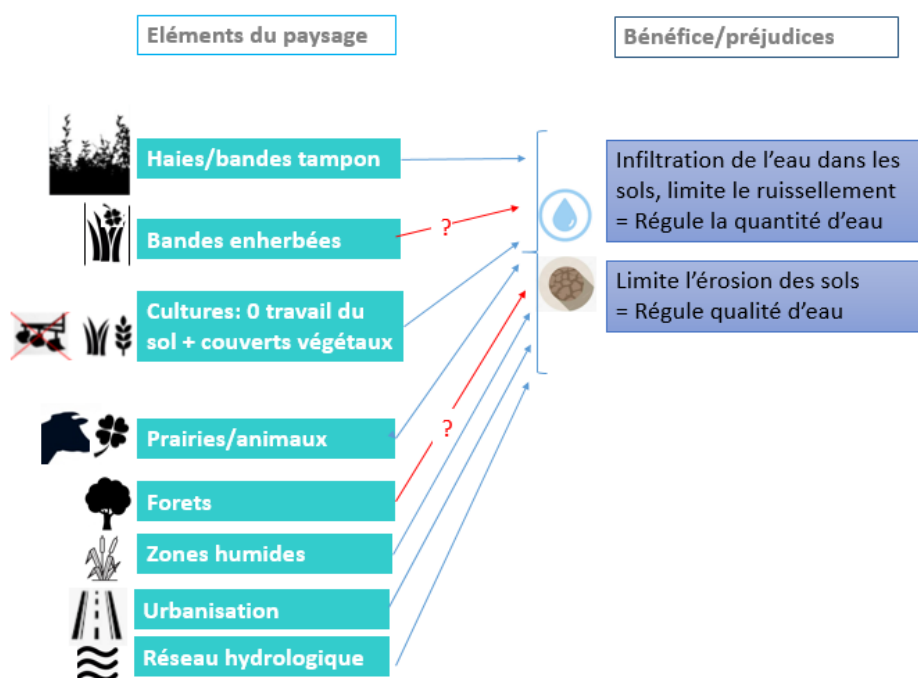 Eléments du paysage
Bénéfice/préjudices
Haies/bandes tampon
Bandes enherbées
?
Cultures: 0 travail du
sol + couverts végétaux
Prairies/animaux
?
Forets
Zones humides
Urbanisation
Réseau hydrologique
Infiltration de l'eau dans les
sols, limite le ruissellement
= Régule la quantité d'eau
Limite l'érosion des sols
= Régule qualité d'eau